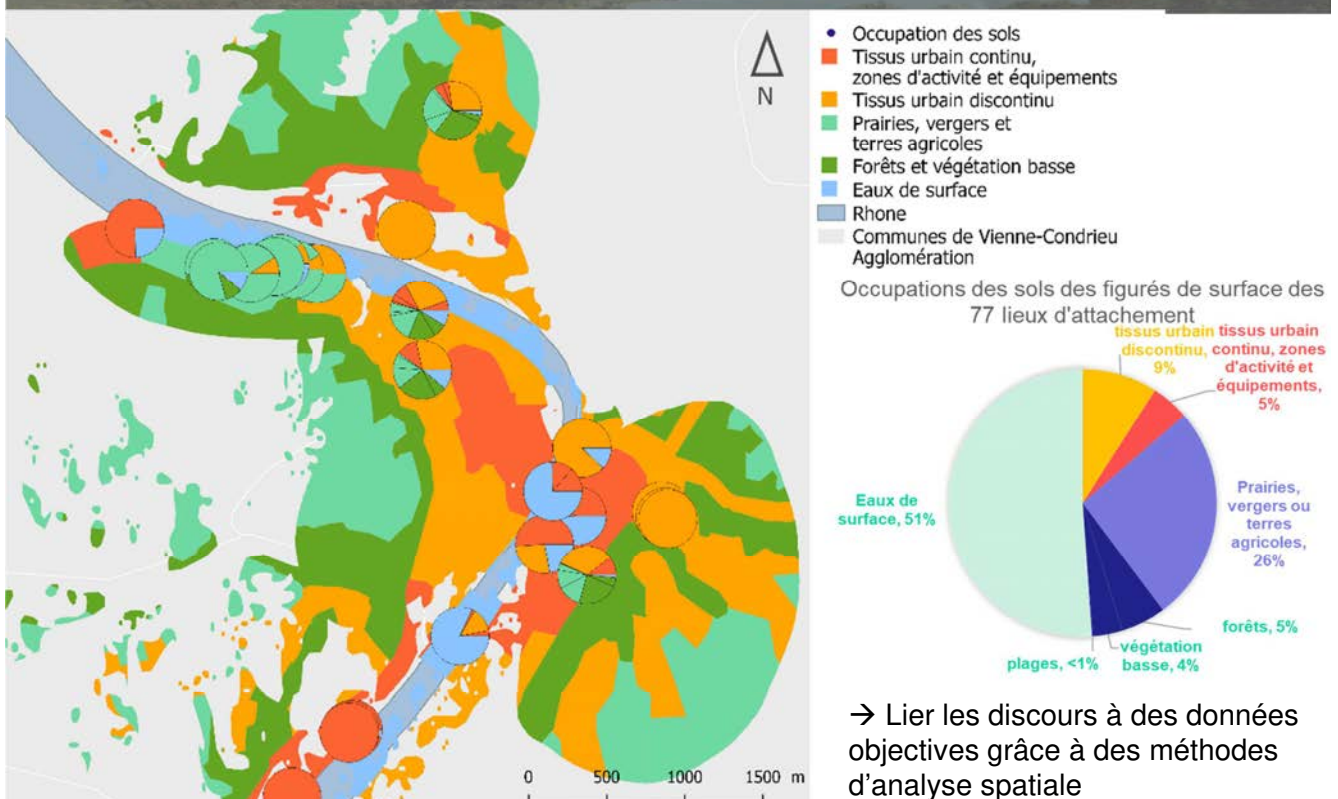 N
Occupation des sols
Tissus urbain continu,
zones d'activité et équipements
Tissus urbain discontinu
Prairies, vergers et
terres agricoles
Forêts et végétation basse
Eaux de surface
Rhone
Communes de Vienne-Condrieu
Agglomération
Occupations des sols des figurés de surface des
77 lieux d'attachement
tissus urbain
discontinu,
9%
tissus urbain
continu, zones
d'activité et
équipements,
5%
Prairies,
vergers ou
terres
agricoles,
26%
forêts, 5%
végétation
basse, 4%
plages, <1%
Eaux de
surface, 51%
→ Lier les discours à des données
objectives grâce à des méthodes
d'analyse spatiale
0 500 1000 1500 m